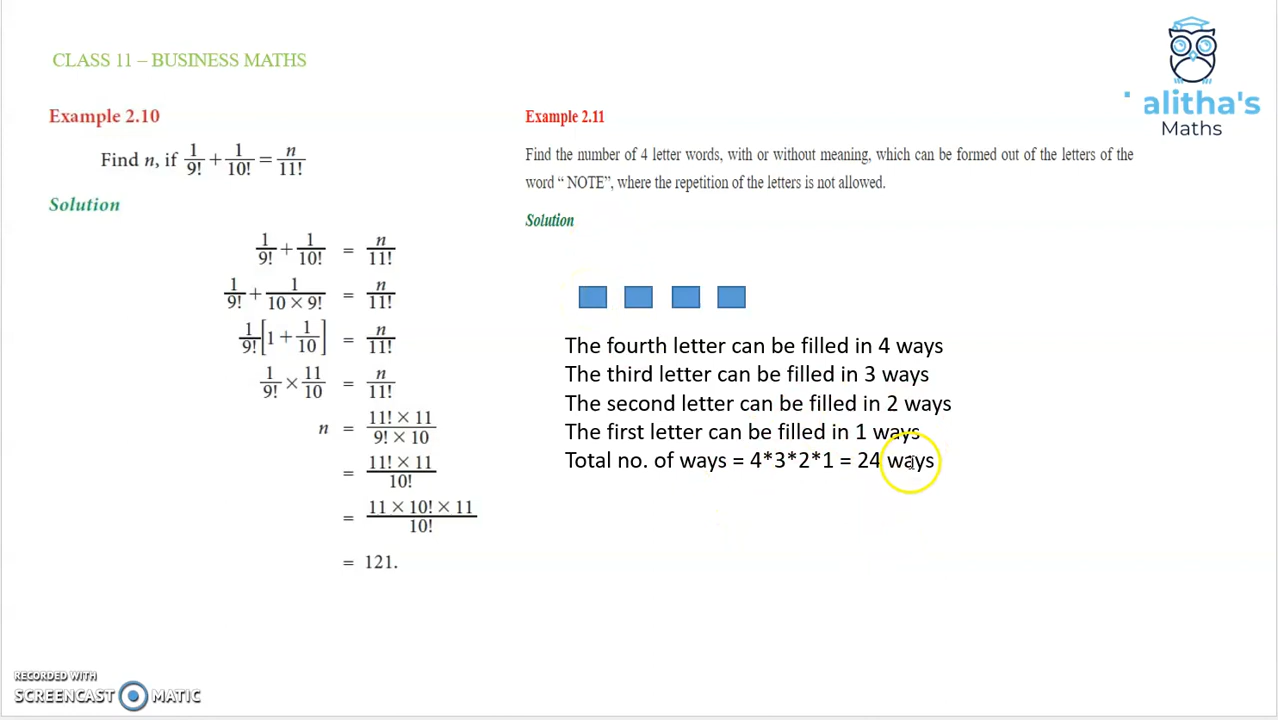 CLASS 11 – BUSINESS MATHS
alitha's
Maths
Example 2.10
Find n, if 1/9! + 1/10! = n/11!
Solution
1/9! + 1/10! = n/11!
1/9! + 1/(10 × 9!) = n/11!
1/9! [1 + 1/10] = n/11!
1/9! × 11/10 = n/11!
n = (11! × 11)/(9! × 10)
= (11! × 11)/10!
= (11 × 10! × 11)/10!
= 121.
Example 2.11
Find the number of 4 letter words, with or without meaning, which can be formed out of the letters of the
word “ NOTE”, where the repetition of the letters is not allowed.
Solution
The fourth letter can be filled in 4 ways
The third letter can be filled in 3 ways
The second letter can be filled in 2 ways
The first letter can be filled in 1 ways
Total no. of ways = 4*3*2*1 = 24 ways
RECORDED WITH
SCREENCAST MATIC